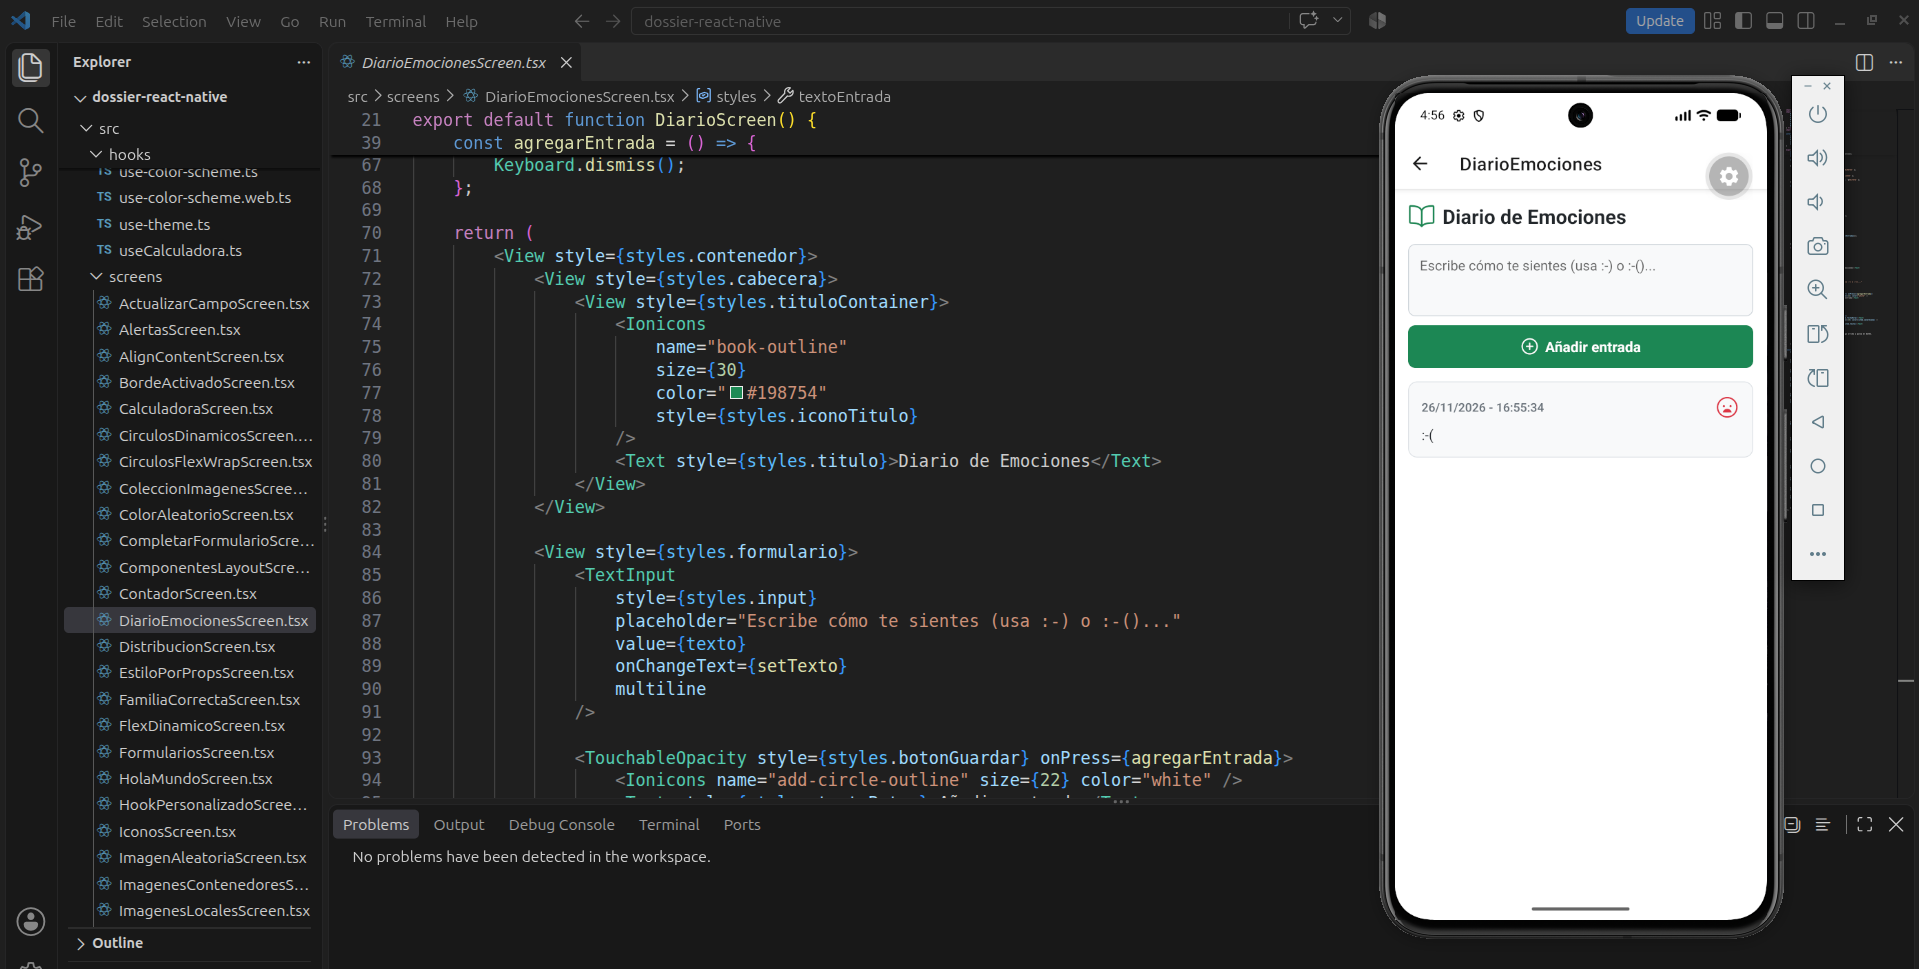 File Edit Selection View Go Run Terminal Help
dossier-react-native
Update
Explorer
dossier-react-native
src
hooks
use-color-scheme.ts
TS use-color-scheme.web.ts
TS use-theme.ts
TS useCalculadora.ts
screens
ActualizarCampoScreen.tsx
AlertasScreen.tsx
AlignContentScreen.tsx
BordeActivadoScreen.tsx
CalculadoraScreen.tsx
CirculosDinamicosScreen....
CirculosFlexWrapScreen.tsx
ColeccionImagenesScree...
ColorAleatorioScreen.tsx
CompletarFormularioScre...
ComponentesLayoutScre...
ContadorScreen.tsx
DiarioEmocionesScreen.tsx
DistribucionScreen.tsx
EstiloPorPropsScreen.tsx
FamiliaCorrectaScreen.tsx
FlexDinamicoScreen.tsx
FormulariosScreen.tsx
HolaMundoScreen.tsx
HookPersonalizadoScree...
IconosScreen.tsx
ImagenAleatoriaScreen.tsx
ImagenesContenedoresS...
ImagenesLocalesScreen.tsx
Outline
DiarioEmocionesScreen.tsx
src > screens > DiarioEmocionesScreen.tsx > styles > textoEntrada
21 export default function DiarioScreen() {
39 const agregarEntrada = () => {
67 Keyboard.dismiss();
68 };
69
70 return (
71 <View style={styles.contenedor}>
72 <View style={styles.cabecera}>
73 <View style={styles.tituloContainer}>
74 <Ionicons
75 name="book-outline"
76 size={30}
77 color="#198754"
78 style={styles.iconoTitulo}
79 />
80 <Text style={styles.titulo}>Diario de Emociones</Text>
81 </View>
82 </View>
83
84 <View style={styles.formulario}>
85 <TextInput
86 style={styles.input}
87 placeholder="Escribe cómo te sientes (usa :-) o :-()..."
88 value={texto}
89 onChangeText={setTexto}
90 multiline
91 />
92
93 <TouchableOpacity style={styles.botonGuardar} onPress={agregarEntrada}>
94 <Ionicons name="add-circle-outline" size={22} color="white" />
Problems Output Debug Console Terminal Ports
No problems have been detected in the workspace.
4:56
DiarioEmociones
Diario de Emociones
Escribe cómo te sientes (usa :-) o :-()...
Añadir entrada
26/11/2026 - 16:55:34
:-(